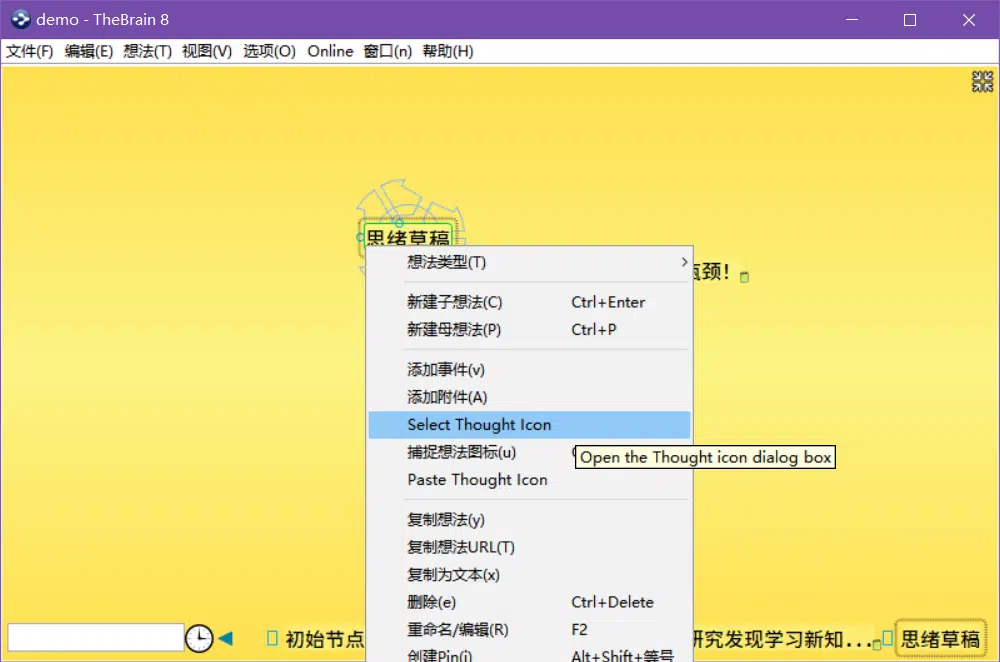 demo - TheBrain 8
文件(F) 编辑(E) 想法(T) 视图(V) 选项(O) Online 窗口(n) 帮助(H)
思绪草稿
想法类型(T)
颈!
新建子想法(C) Ctrl+Enter
新建母想法(P) Ctrl+P
添加事件(v)
添加附件(A)
Select Thought Icon
捕捉想法图标(u)
Open the Thought icon dialog box
Paste Thought Icon
复制想法(y)
复制想法URL(T)
复制为文本(x)
删除(e) Ctrl+Delete
重命名/编辑(R) F2
初始节点
研究发现学习新知...
思绪草稿
创建Pin(i) Alt+Shift+等号